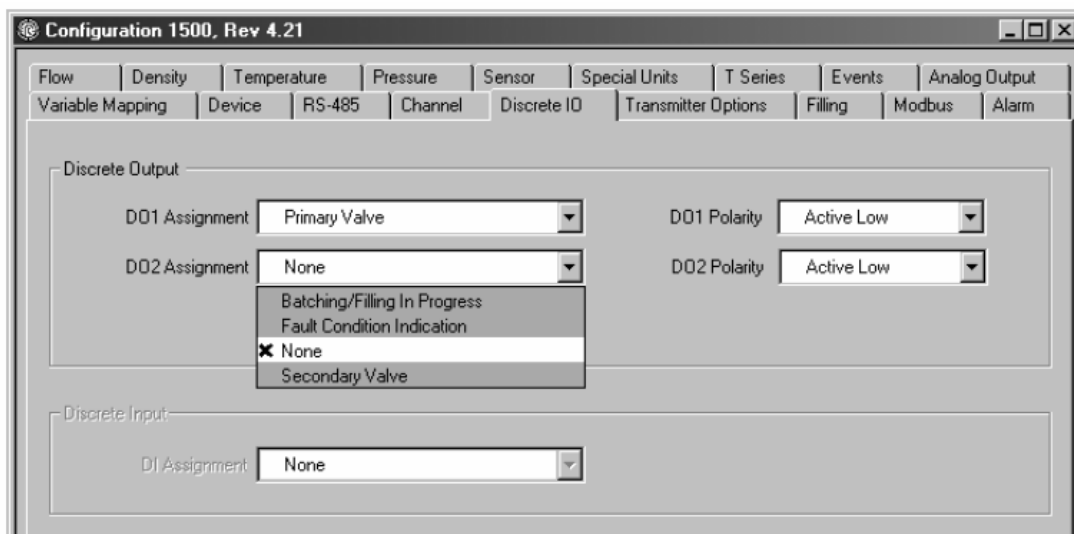 Configuration 1500, Rev 4.21
Flow Density Temperature Pressure Sensor Special Units T Series Events Analog Output
Variable Mapping Device RS-485 Channel Discrete IO Transmitter Options Filling Modbus Alarm
Discrete Output
DO1 Assignment Primary Valve DO1 Polarity Active Low
DO2 Assignment None DO2 Polarity Active Low
Batching/Filling In Progress
Fault Condition Indication
None
Secondary Valve
Discrete Input
DI Assignment None